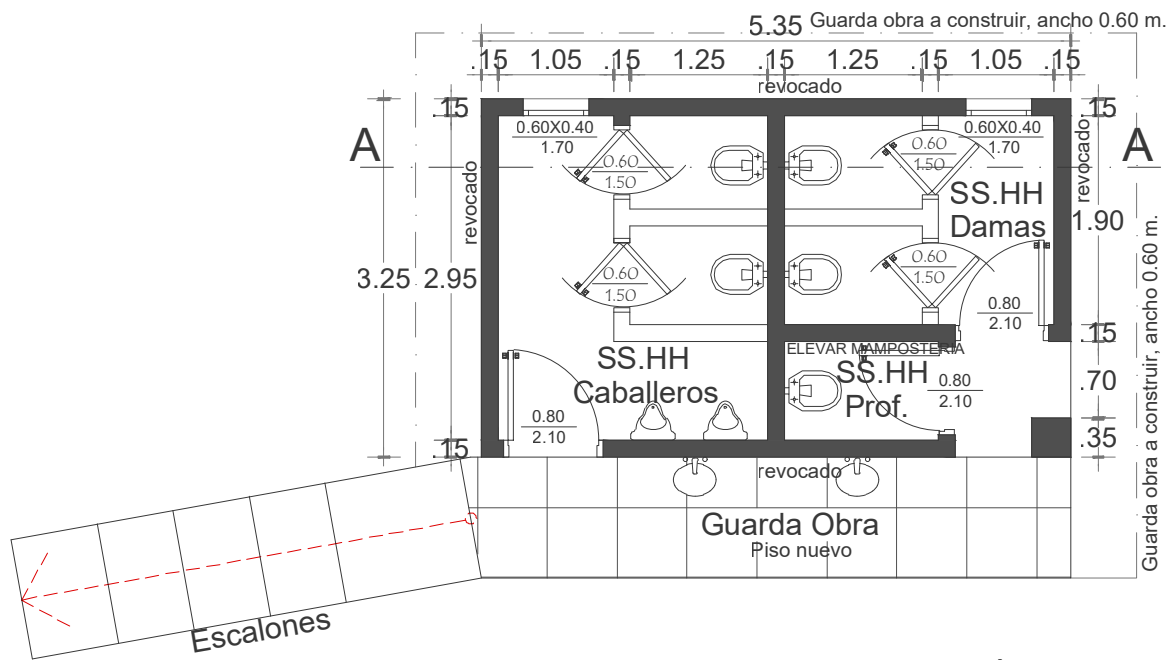 5.35
Guarda obra a construir, ancho 0.60 m.
.15 1.05 .15 1.25 .15 1.25 .15 1.05 .15
revocado
.15
.15
0.60X0.40
1.70
0.60X0.40
1.70
A
A
0.60
1.50
0.60
1.50
revocado
revocado
SS.HH
Damas
1.90
3.25
2.95
0.60
1.50
0.60
1.50
Guarda obra a construir, ancho 0.60 m.
0.80
2.10
.15
ELEVAR MAMPOSTERIA
SS.HH
Caballeros
SS.HH
Prof.
0.80
2.10
.70
0.80
2.10
.35
.15
revocado
Guarda Obra
Piso nuevo
Escalones